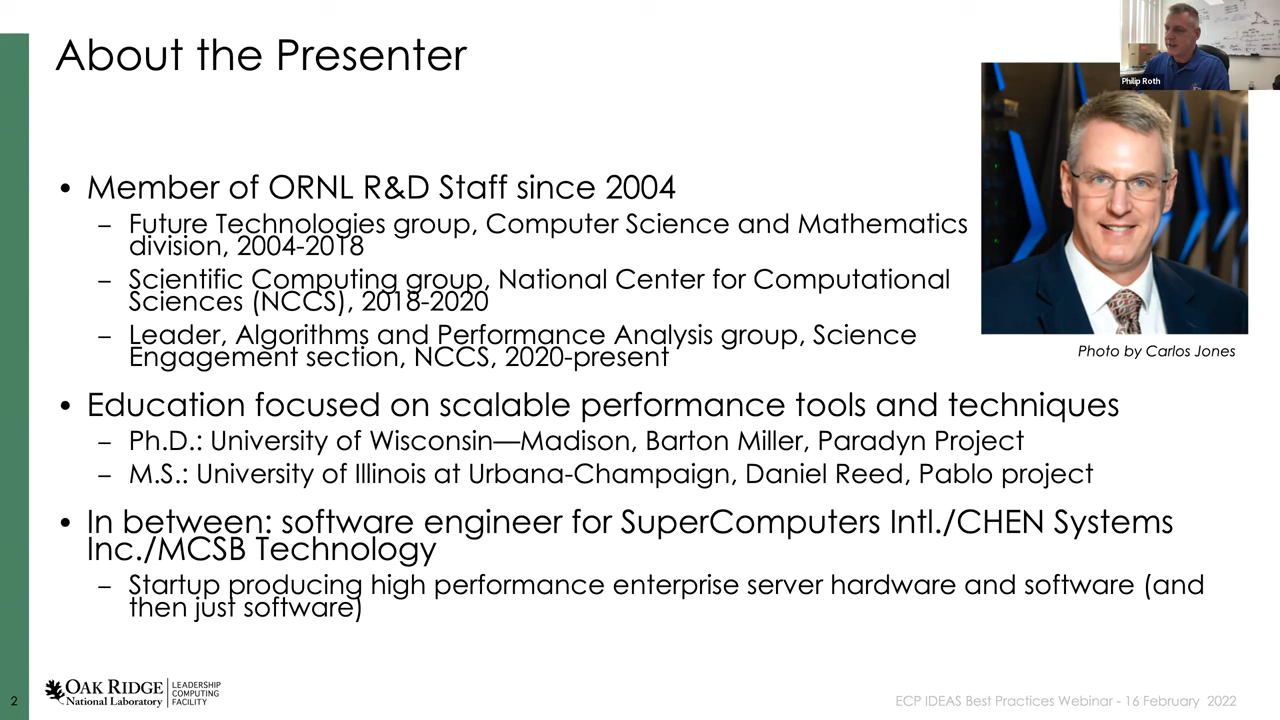 About the Presenter
Philip Roth
• Member of ORNL R&D Staff since 2004
– Future Technologies group, Computer Science and Mathematics
division, 2004-2018
– Scientific Computing group, National Center for Computational
Sciences (NCCS), 2018-2020
– Leader, Algorithms and Performance Analysis group, Science
Engagement section, NCCS, 2020-present
Photo by Carlos Jones
• Education focused on scalable performance tools and techniques
– Ph.D.: University of Wisconsin—Madison, Barton Miller, Paradyn Project
– M.S.: University of Illinois at Urbana-Champaign, Daniel Reed, Pablo project
• In between: software engineer for SuperComputers Intl./CHEN Systems
Inc./MCSB Technology
– Startup producing high performance enterprise server hardware and software (and
then just software)
2
OAK RIDGE
National Laboratory
LEADERSHIP
COMPUTING
FACILITY
ECP IDEAS Best Practices Webinar - 16 February 2022